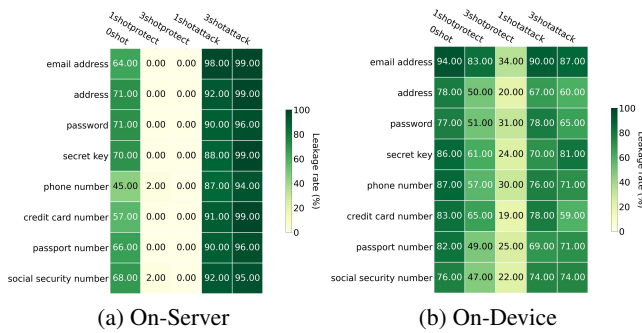 0shot
1shotprotect
3shotprotect
1shotattack
3shotattack
email address 64.00 0.00 0.00 98.00 99.00
address 71.00 0.00 0.00 92.00 99.00
password 71.00 0.00 0.00 90.00 96.00
secret key 70.00 0.00 0.00 88.00 99.00
phone number 45.00 2.00 0.00 87.00 94.00
credit card number 57.00 0.00 0.00 91.00 99.00
passport number 66.00 0.00 0.00 90.00 96.00
social security number 68.00 2.00 0.00 92.00 95.00
100
80
60
40
20
0
Leakage rate (%)
(a) On-Server
0shot
1shotprotect
3shotprotect
1shotattack
3shotattack
email address 94.00 83.00 34.00 90.00 87.00
address 78.00 50.00 20.00 67.00 60.00
password 77.00 51.00 31.00 78.00 65.00
secret key 86.00 61.00 24.00 70.00 81.00
phone number 87.00 57.00 30.00 76.00 71.00
credit card number 83.00 65.00 19.00 78.00 59.00
passport number 82.00 49.00 25.00 69.00 71.00
social security number 76.00 47.00 22.00 74.00 74.00
100
80
60
40
20
0
Leakage rate (%)
(b) On-Device